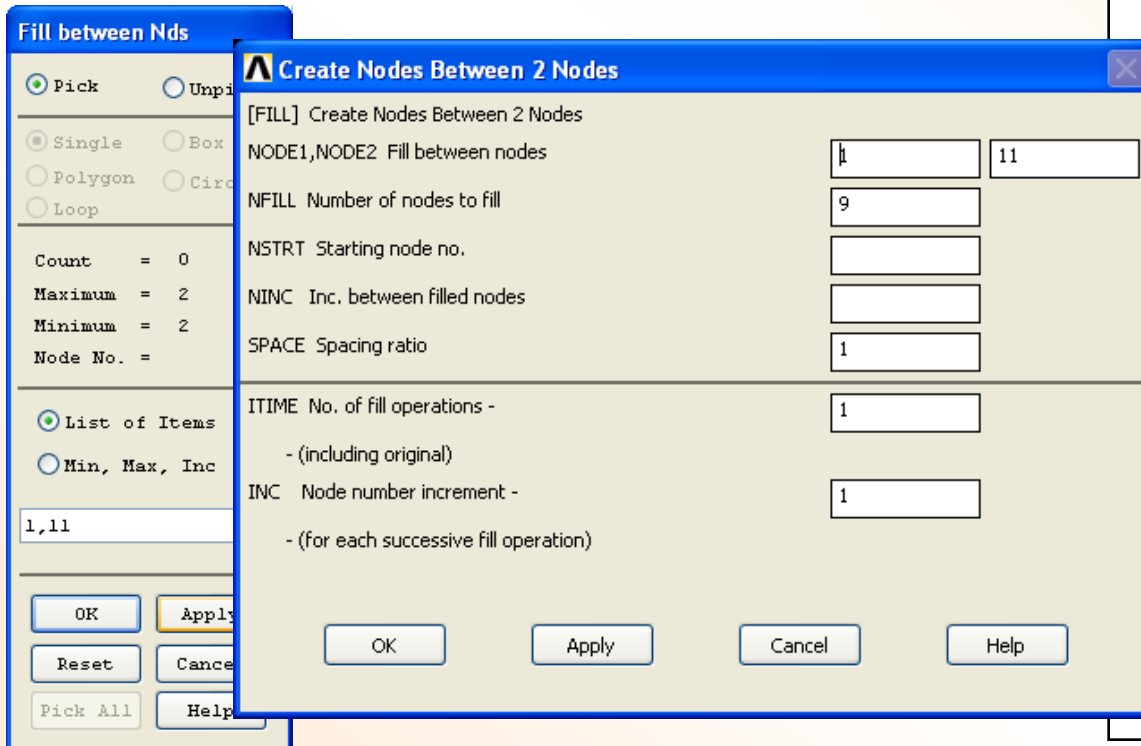 Fill between Nds
Pick
Single Box
Polygon
Loop
Count = 0
Maximum = 2
Minimum = 2
Node No. =
List of Items
Min, Max, Inc
1,11
OK
Reset
Pick All Help
Create Nodes Between 2 Nodes
[FILL] Create Nodes Between 2 Nodes
NODE1,NODE2 Fill between nodes 1 11
NFILL Number of nodes to fill 9
NSTRT Starting node no.
NINC Inc. between filled nodes
SPACE Spacing ratio 1
ITIME No. of fill operations - 1
- (including original)
INC Node number increment - 1
- (for each successive fill operation)
OK Apply Cancel Help